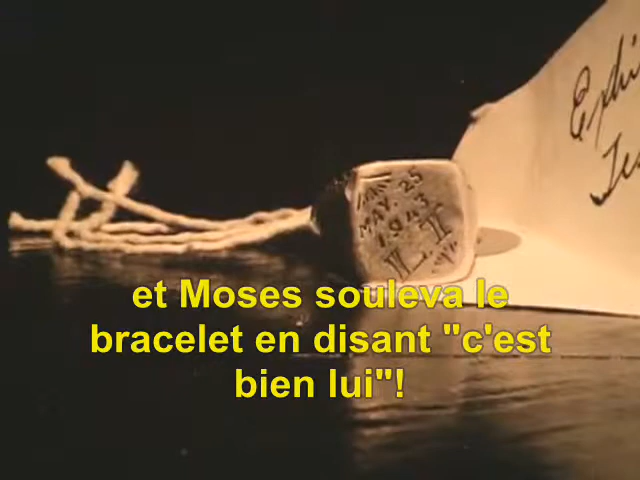 MAY. 25
1943
L I
et Moses souleva le
bracelet en disant "c'est
bien lui"!